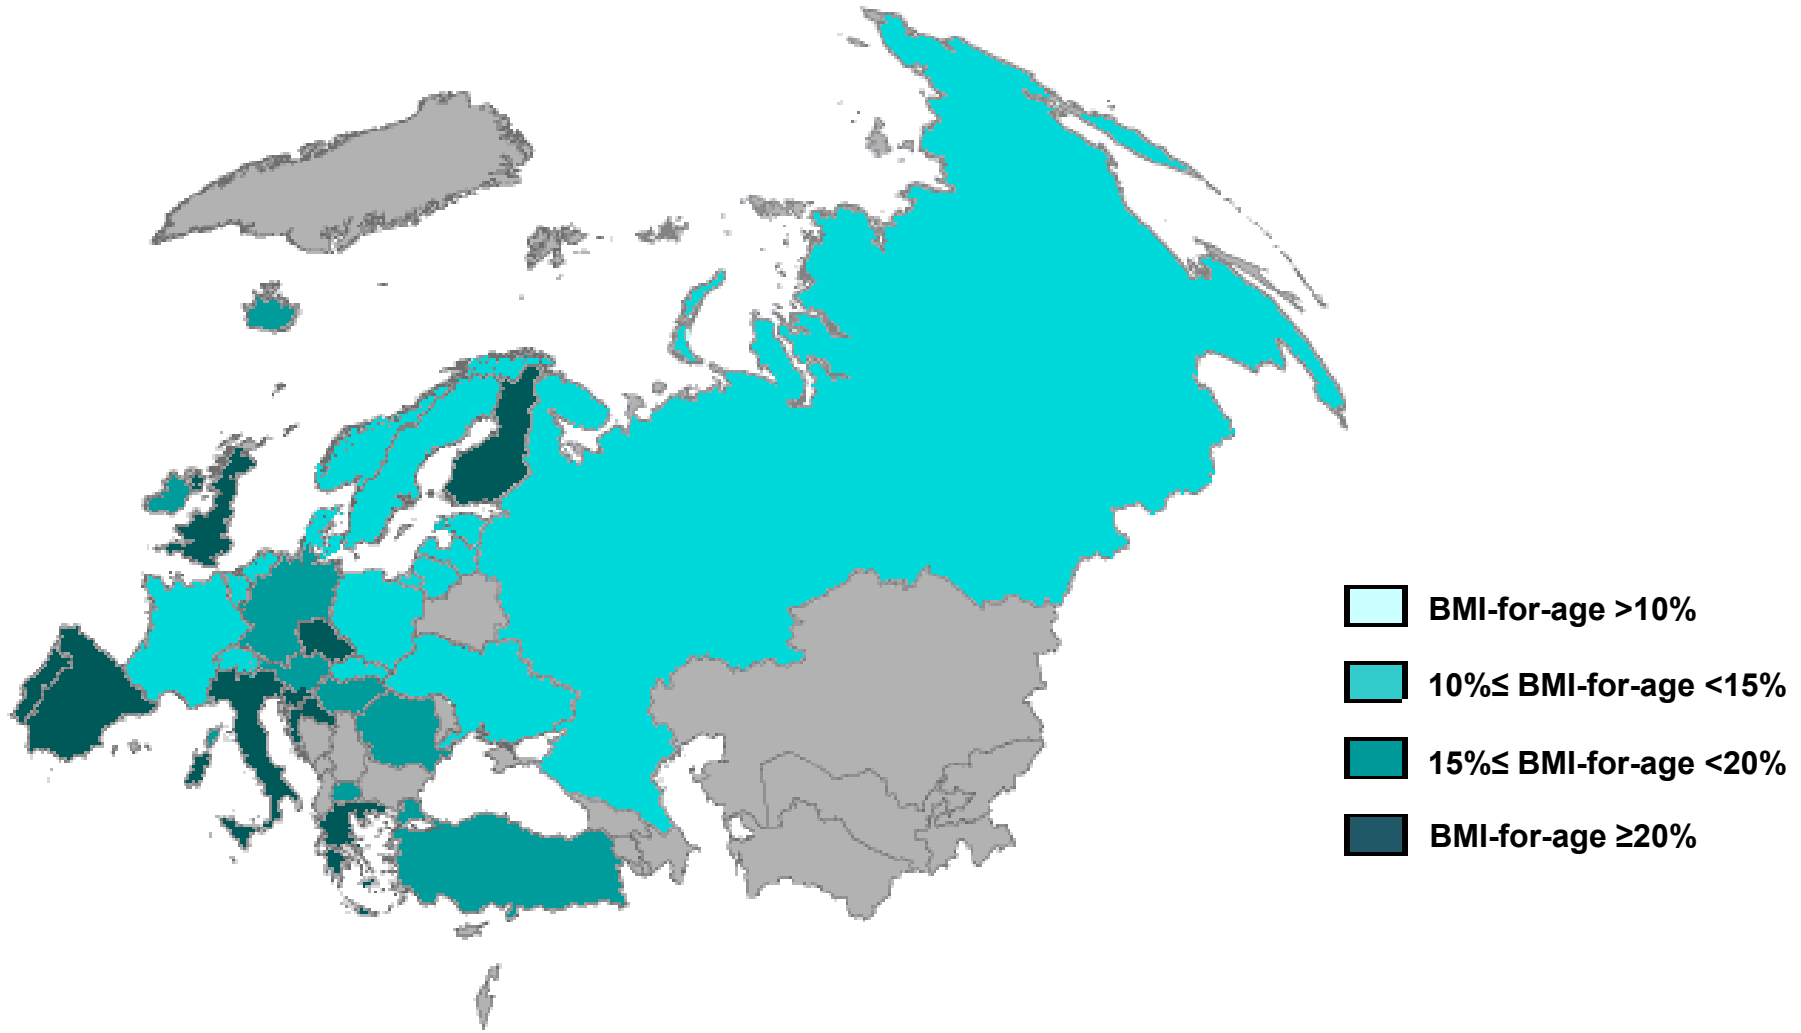 BMI-for-age >10%
10%≤ BMI-for-age <15%
15%≤ BMI-for-age <20%
BMI-for-age ≥20%